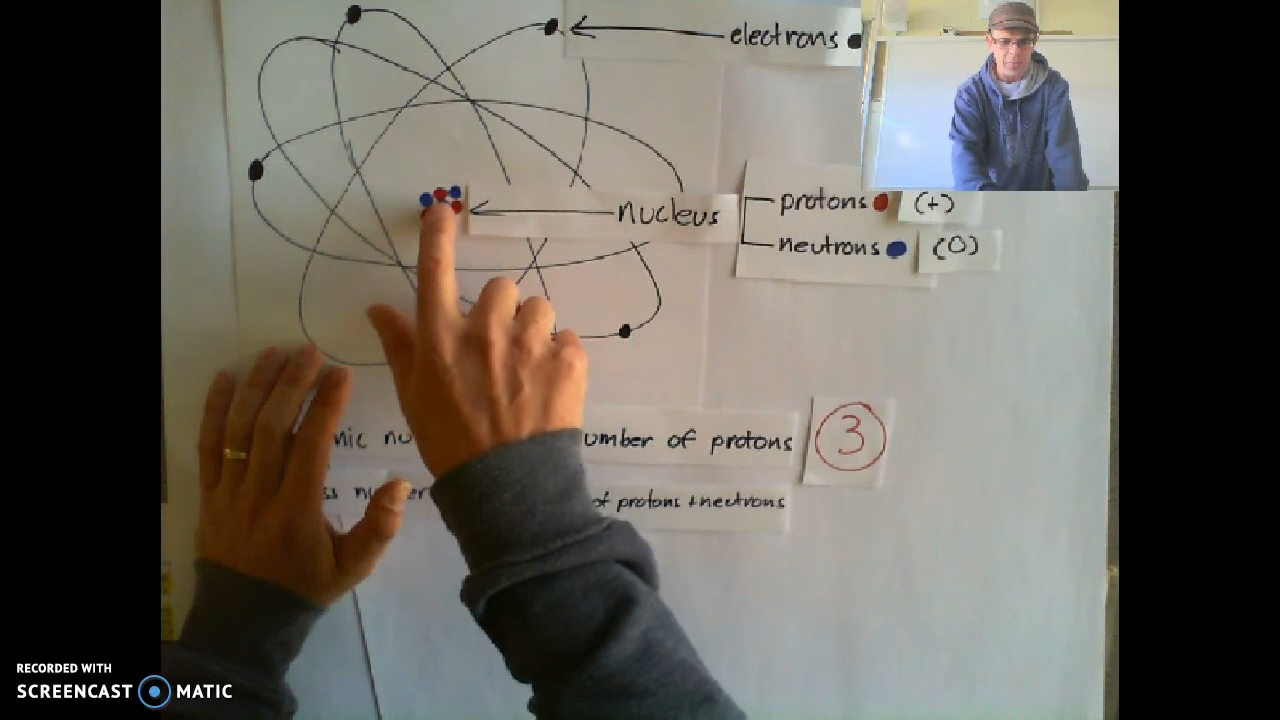 electrons
nucleus
protons (+)
neutrons (0)
number of protons 3
of protons + neutrons
RECORDED WITH
SCREENCAST MATIC